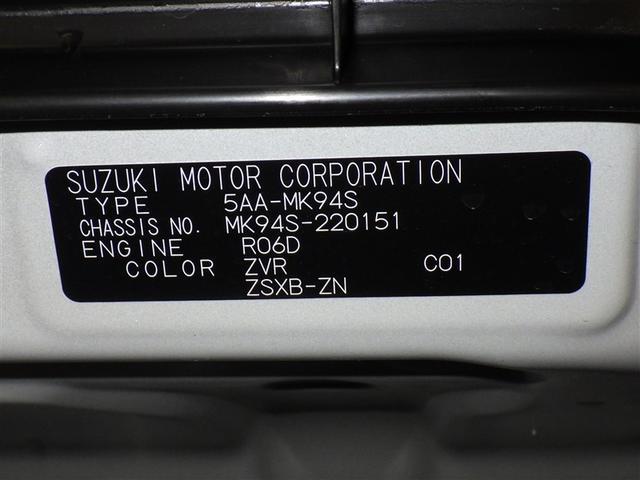 SUZUKI MOTOR CORPORATION
TYPE 5AA-MK94S
CHASSIS NO. MK94S-220151
ENGINE R06D
COLOR ZVR C01
ZSXB-ZN